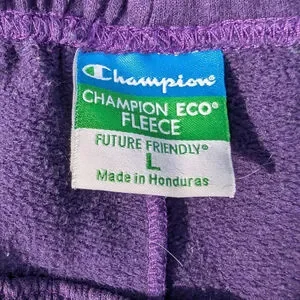 Champion®
CHAMPION ECO®
FLEECE
FUTURE FRIENDLY®
L
Made in Honduras